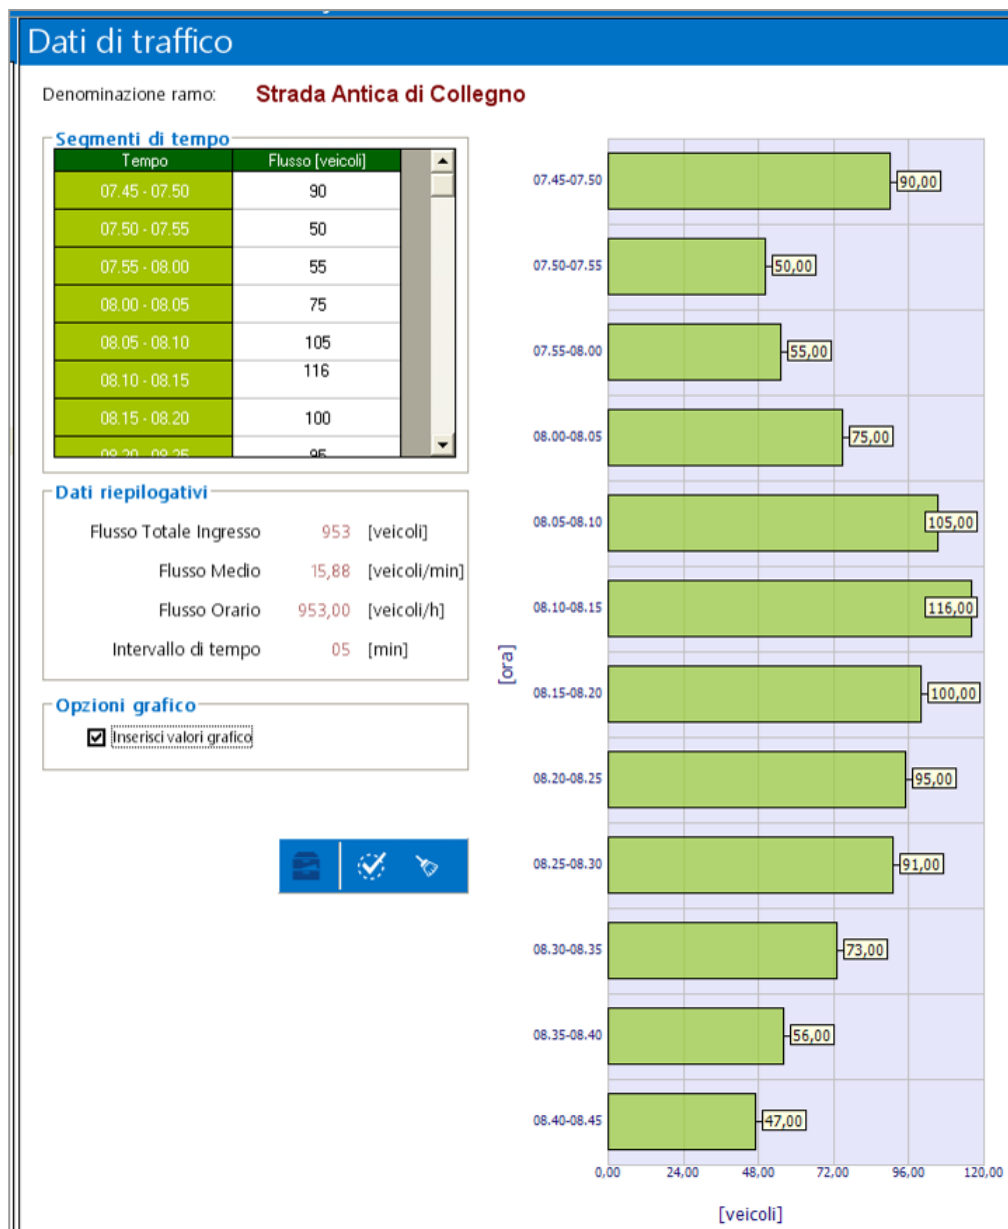 Dati di traffico
Denominazione ramo: Strada Antica di Collegno
Segmenti di tempo
Tempo Flusso [veicoli]
07.45 - 07.50 90
07.50 - 07.55 50
07.55 - 08.00 55
08.00 - 08.05 75
08.05 - 08.10 105
08.10 - 08.15 116
08.15 - 08.20 100
08.20 - 08.25 95
Dati riepilogativi
Flusso Totale Ingresso 953 [veicoli]
Flusso Medio 15,88 [veicoli/min]
Flusso Orario 953,00 [veicoli/h]
Intervallo di tempo 05 [min]
Opzioni grafico
Inserisci valori grafico
[ora]
07.45-07.50 90,00
07.50-07.55 50,00
07.55-08.00 55,00
08.00-08.05 75,00
08.05-08.10 105,00
08.10-08.15 116,00
08.15-08.20 100,00
08.20-08.25 95,00
08.25-08.30 91,00
08.30-08.35 73,00
08.35-08.40 56,00
08.40-08.45 47,00
0,00 24,00 48,00 72,00 96,00 120,00
[veicoli]